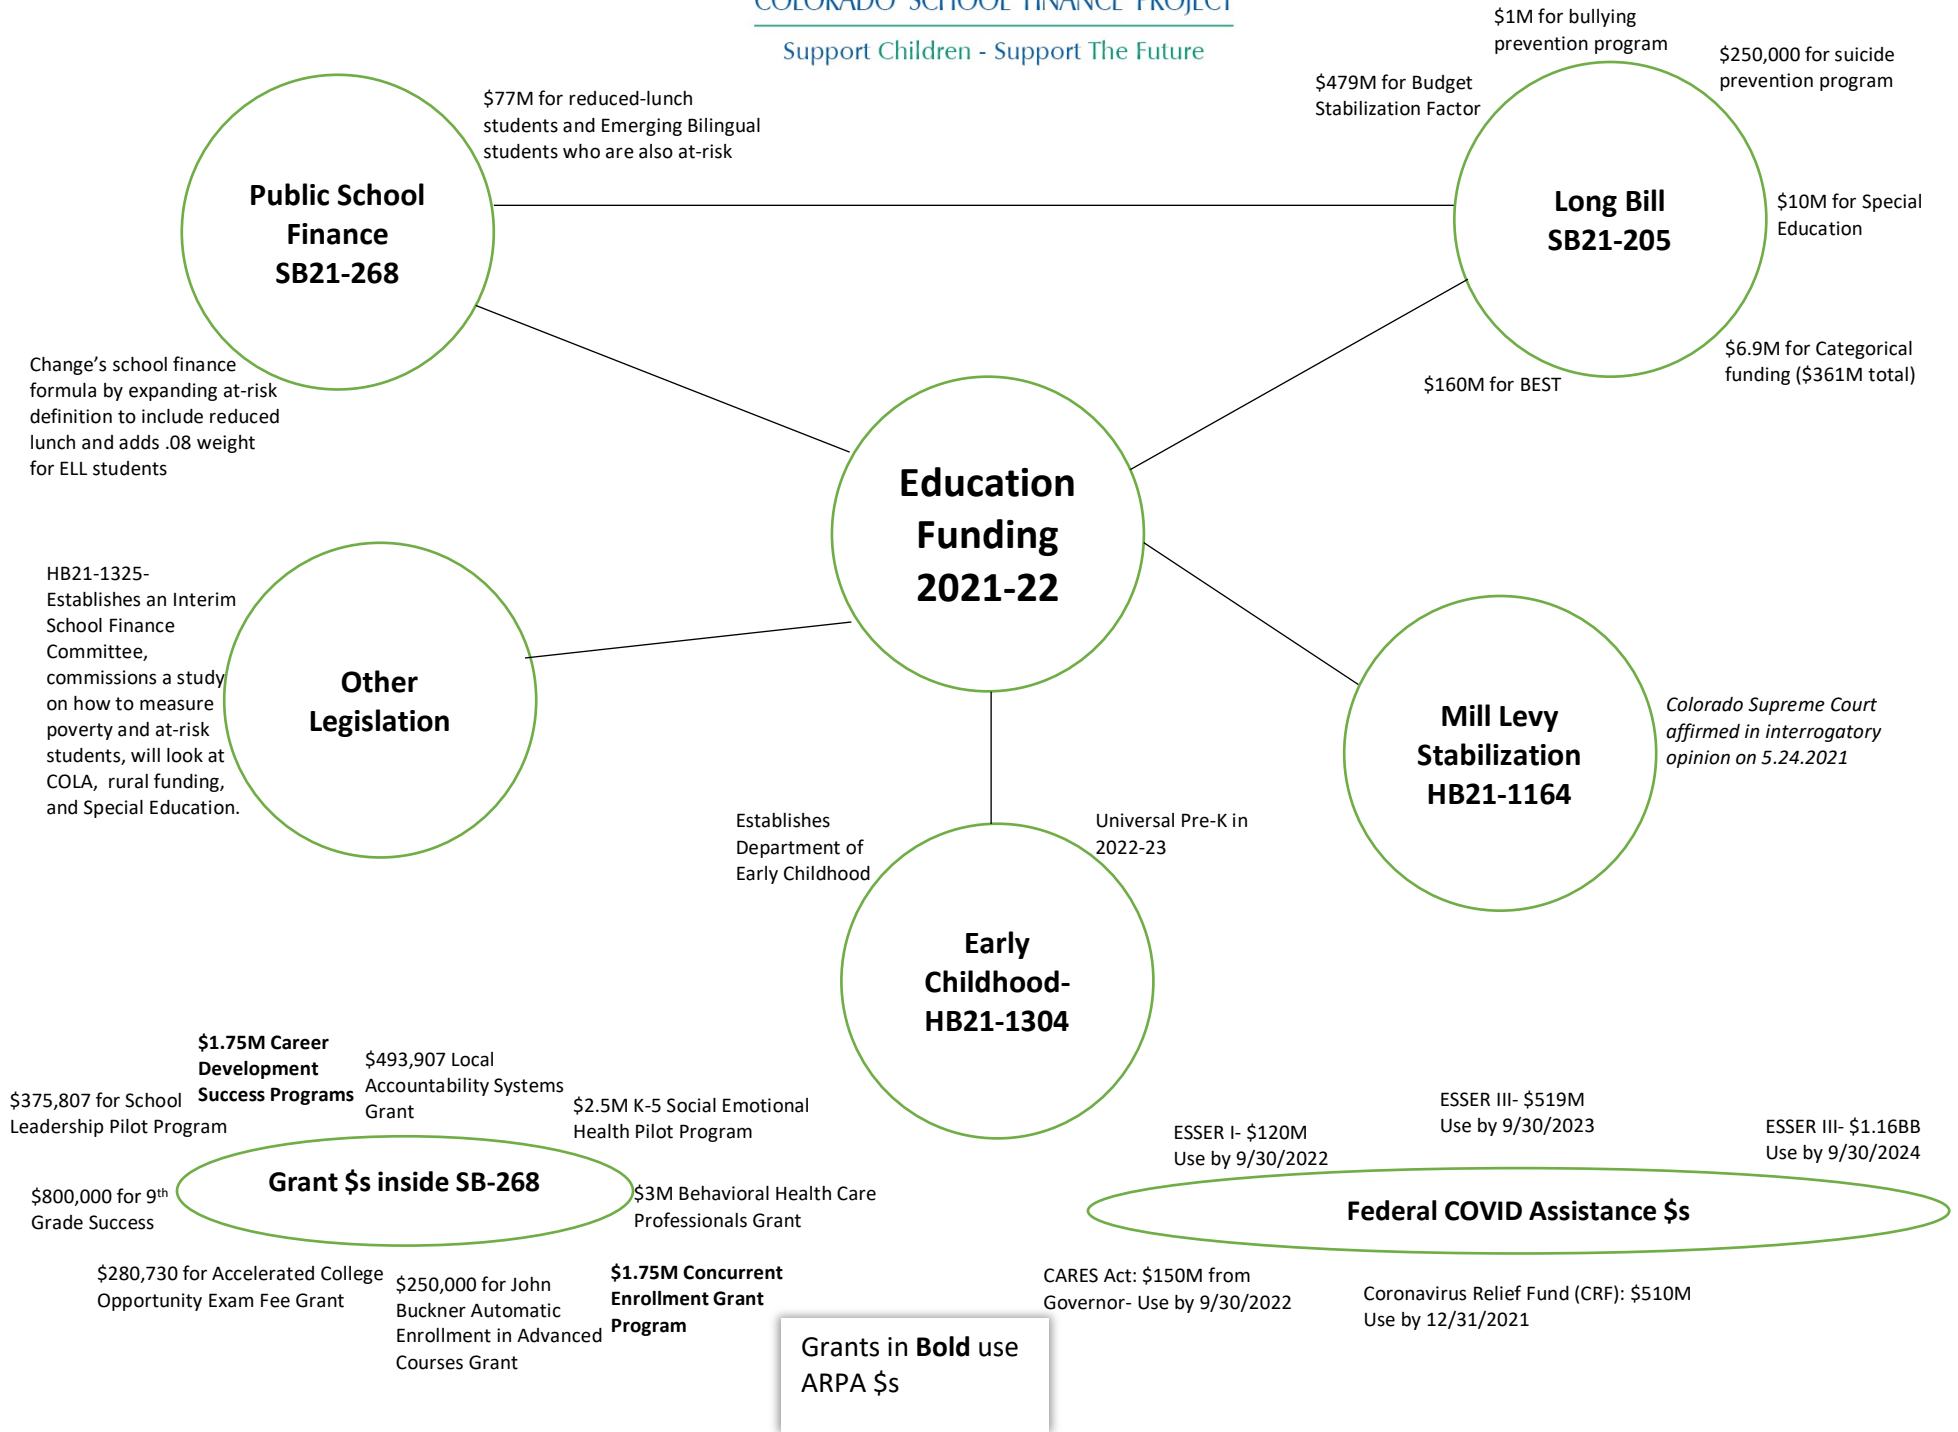 COLORADO SCHOOL FINANCE PROJECT
Support Children - Support The Future
$77M for reduced-lunch
students and Emerging Bilingual
students who are also at-risk
Public School
Finance
SB21-268
Change’s school finance
formula by expanding at-risk
definition to include reduced
lunch and adds .08 weight
for ELL students
$1M for bullying
prevention program
$250,000 for suicide
prevention program
$479M for Budget
Stabilization Factor
Long Bill
SB21-205
$10M for Special
Education
$6.9M for Categorical
funding ($361M total)
$160M for BEST
Education
Funding
2021-22
HB21-1325-
Establishes an Interim
School Finance
Committee,
commissions a study
on how to measure
poverty and at-risk
students, will look at
COLA, rural funding,
and Special Education.
Other
Legislation
Mill Levy
Stabilization
HB21-1164
Colorado Supreme Court
affirmed in interrogatory
opinion on 5.24.2021
Establishes
Department of
Early Childhood
Universal Pre-K in
2022-23
Early
Childhood-
HB21-1304
$375,807 for School
Leadership Pilot Program
$1.75M Career
Development
Success Programs
$493,907 Local
Accountability Systems
Grant
$2.5M K-5 Social Emotional
Health Pilot Program
Grant $s inside SB-268
$800,000 for 9th
Grade Success
$3M Behavioral Health Care
Professionals Grant
$280,730 for Accelerated College
Opportunity Exam Fee Grant
$250,000 for John
Buckner Automatic
Enrollment in Advanced
Courses Grant
$1.75M Concurrent
Enrollment Grant
Program
ESSER I- $120M
Use by 9/30/2022
ESSER III- $519M
Use by 9/30/2023
ESSER III- $1.16BB
Use by 9/30/2024
Federal COVID Assistance $s
CARES Act: $150M from
Governor- Use by 9/30/2022
Coronavirus Relief Fund (CRF): $510M
Use by 12/31/2021
Grants in Bold use
ARPA $s